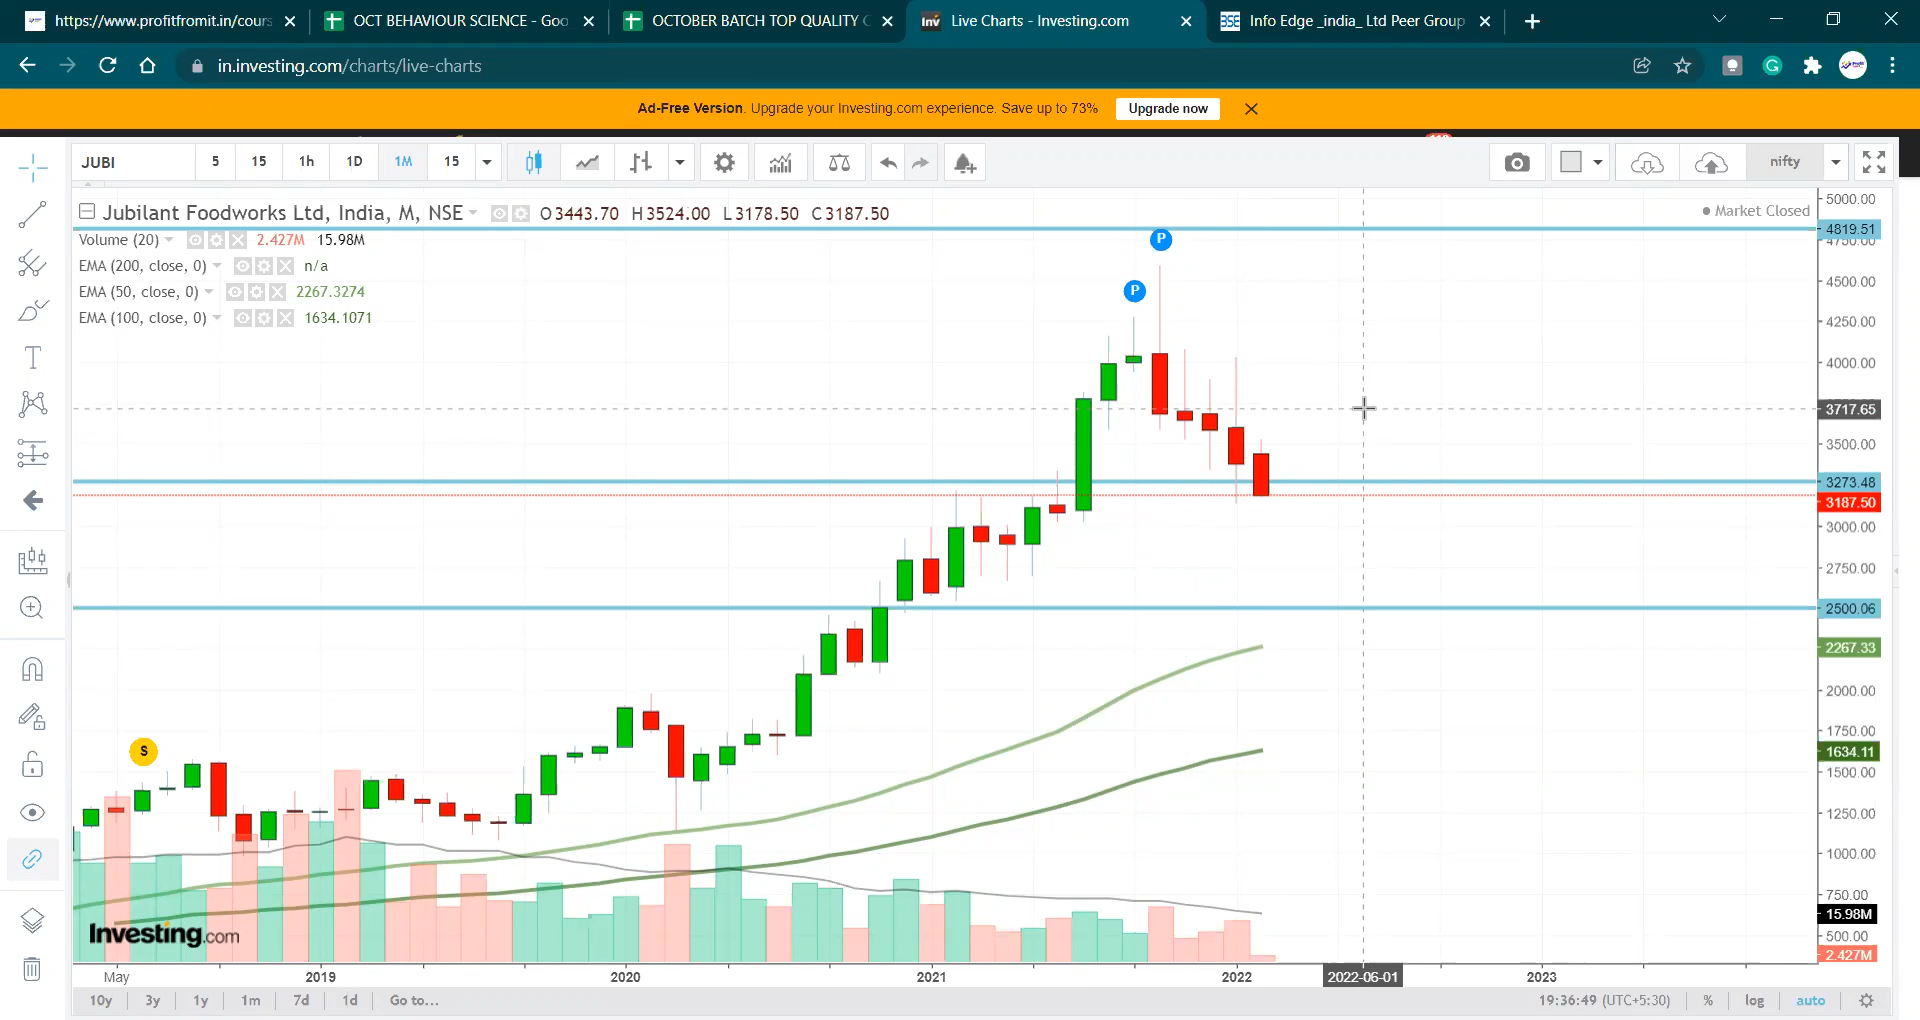 https://www.profitfromit.in/cours
OCT BEHAVIOUR SCIENCE - Goo
OCTOBER BATCH TOP QUALITY C
Inv Live Charts - Investing.com
BSE Info Edge _india_ Ltd Peer Group
in.investing.com/charts/live-charts
Ad-Free Version. Upgrade your Investing.com experience. Save up to 73% Upgrade now
JUBI 5 15 1h 1D 1M 15 nifty
Jubilant Foodworks Ltd, India, M, NSE O3443.70 H3524.00 L3178.50 C3187.50
Market Closed
Volume (20) 2.427M 15.98M
EMA (200, close, 0) n/a
EMA (50, close, 0) 2267.3274
EMA (100, close, 0) 1634.1071
P
P
S
T
5000.00
4819.51
4750.00
4500.00
4250.00
4000.00
3717.65
3500.00
3273.48
3187.50
3000.00
2750.00
2500.06
2267.33
2000.00
1750.00
1634.11
1500.00
1250.00
1000.00
750.00
15.98M
500.00
2.427M
Investing.com
May 2019 2020 2021 2022 2022-06-01 2023
10y 3y 1y 1m 7d 1d Go to... 19:36:49 (UTC+5:30) % log auto